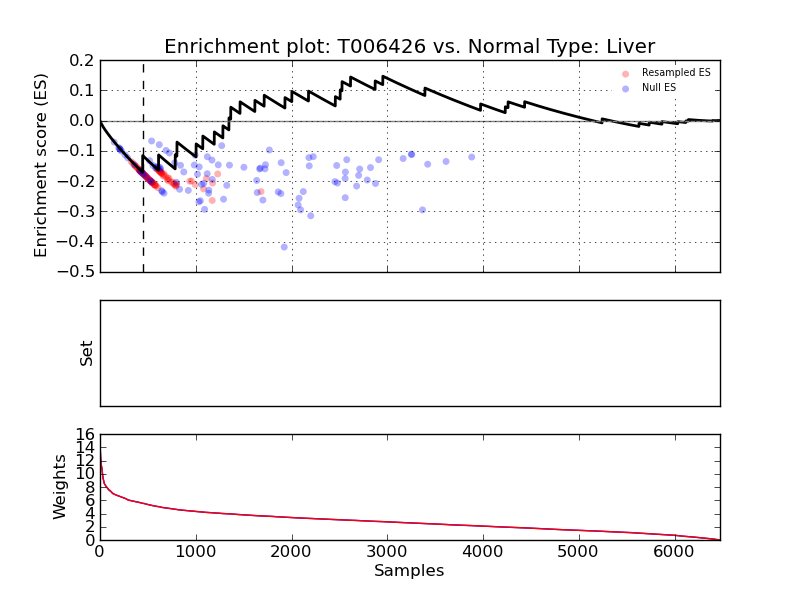 Enrichment plot: T006426 vs. Normal Type: Liver
Enrichment score (ES)
0.2
0.1
0.0
−0.1
−0.2
−0.3
−0.4
−0.5
Resampled ES
Null ES
Set
Weights
16
14
12
10
8
6
4
2
0
0 1000 2000 3000 4000 5000 6000
Samples